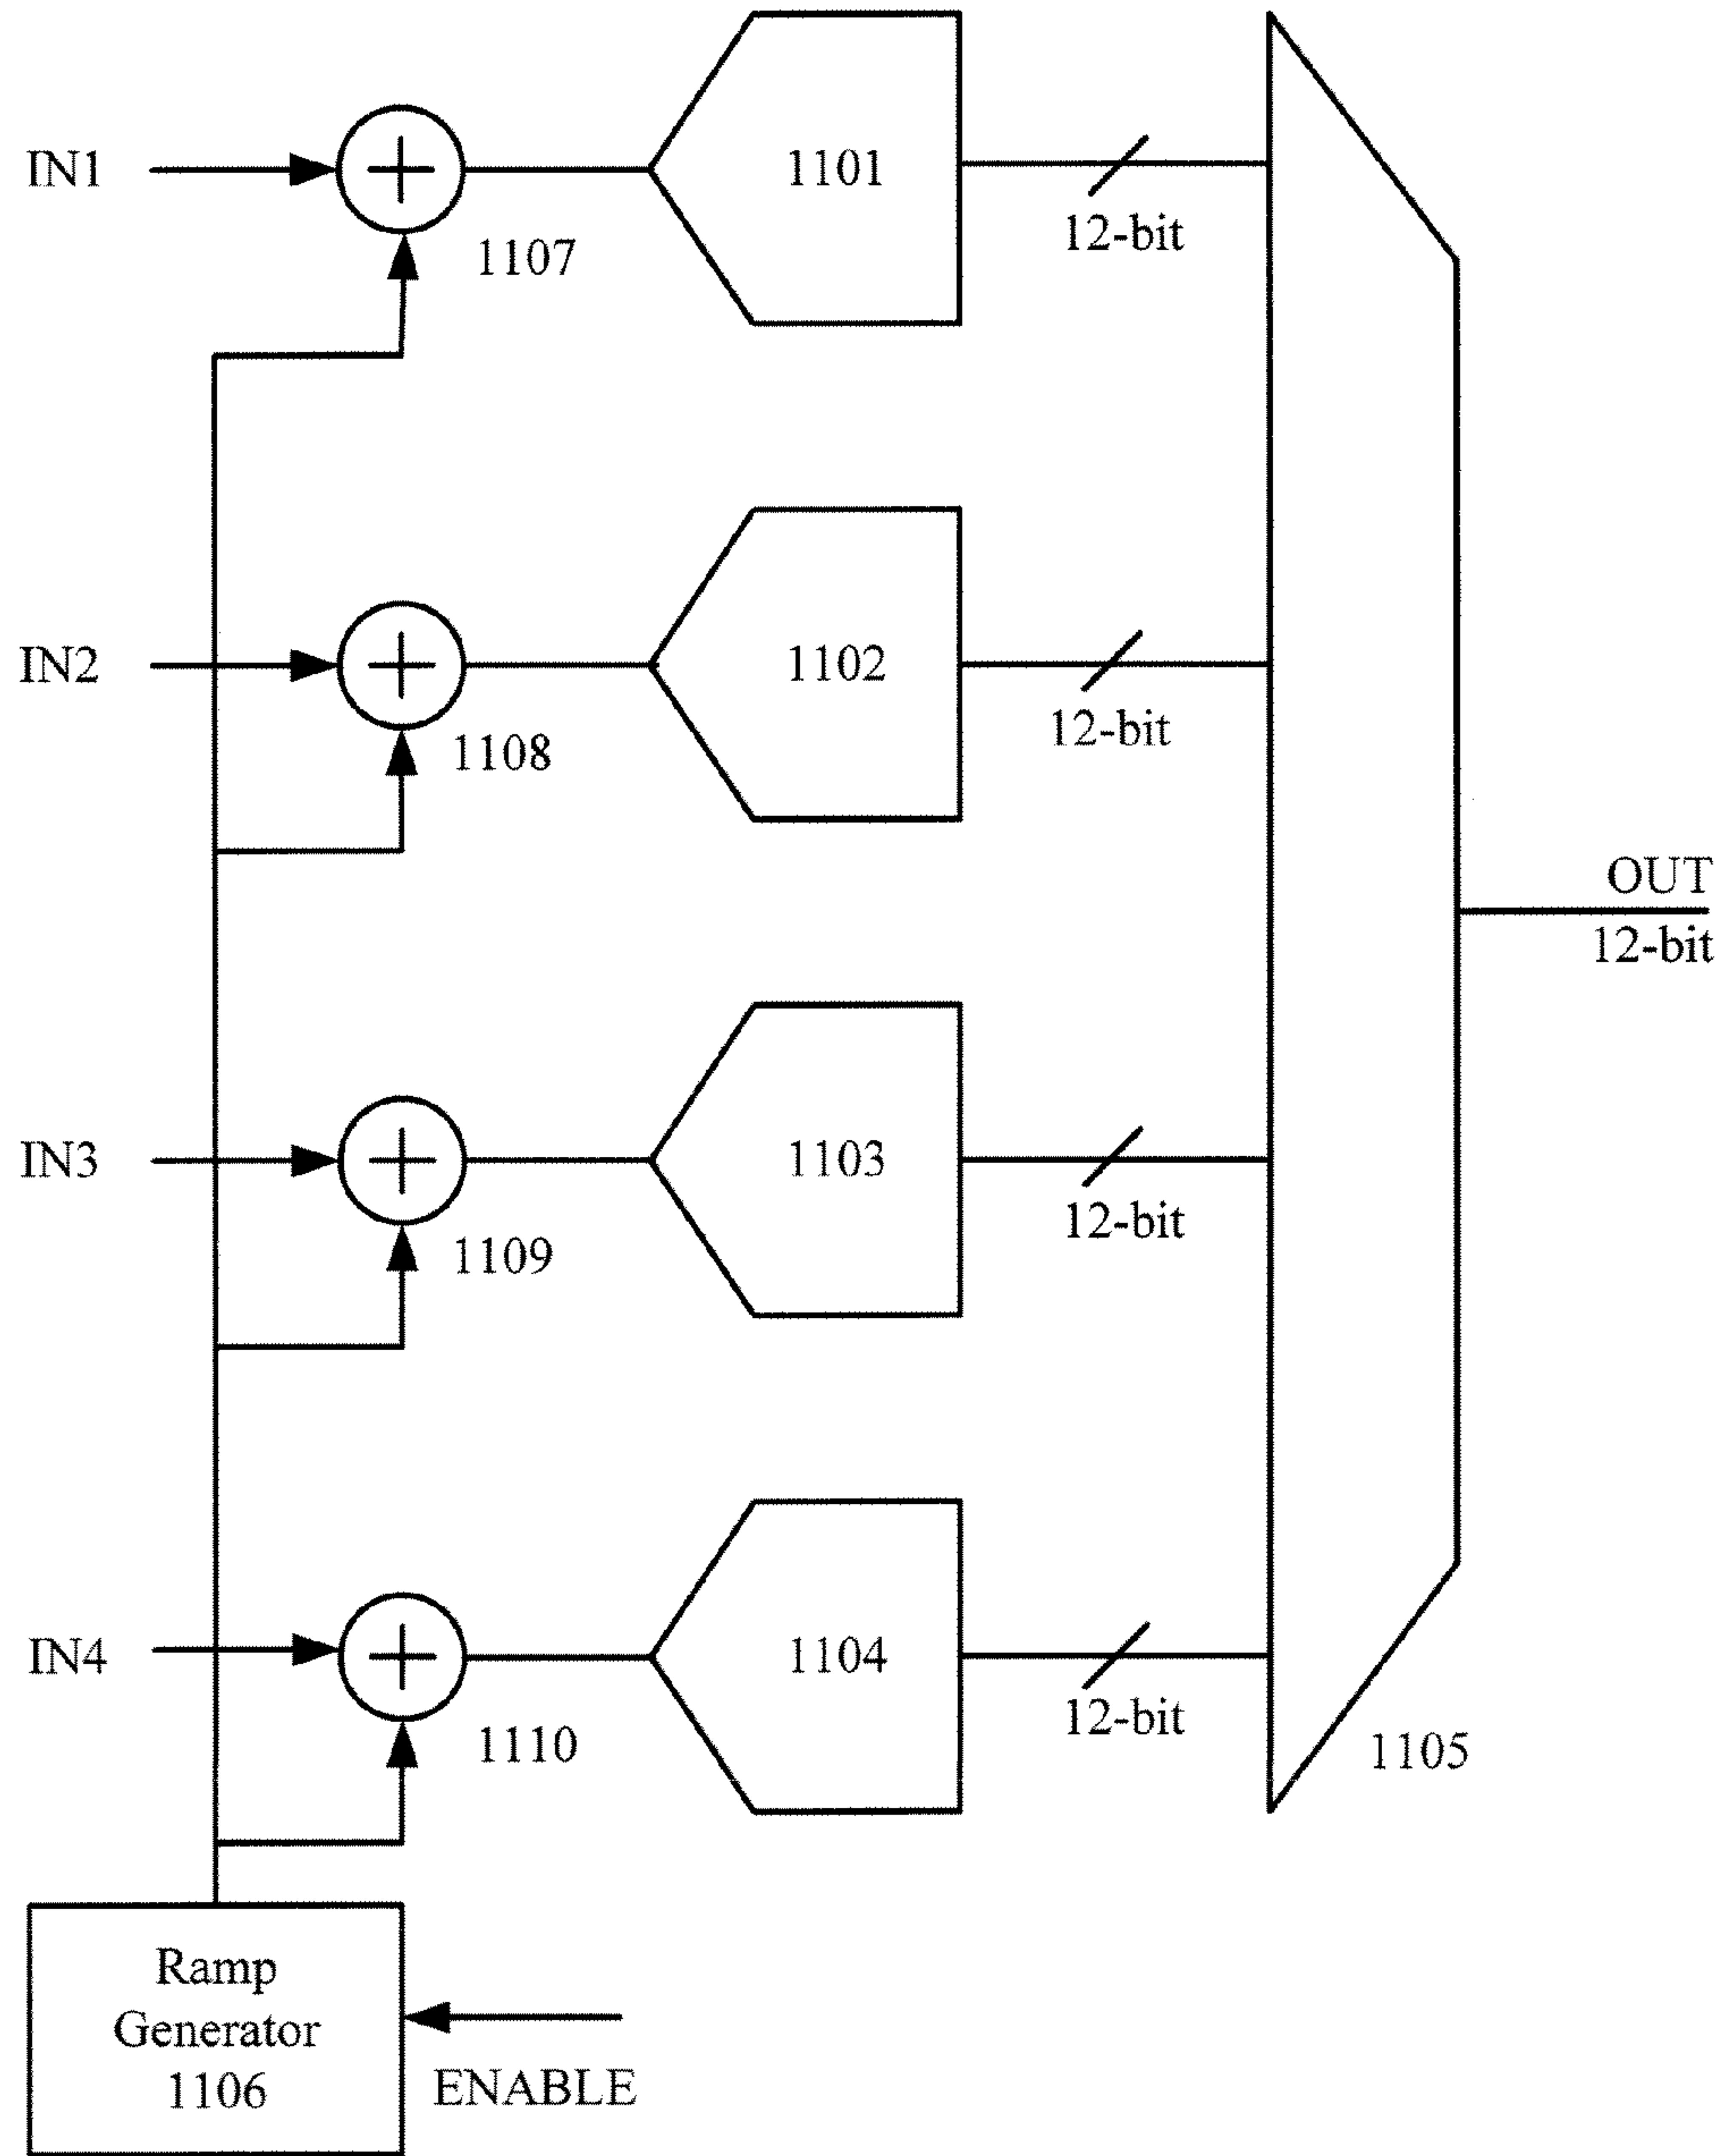 IN1
1107
1101
12-bit
IN2
1108
1102
12-bit
OUT
12-bit
IN3
1109
1103
12-bit
IN4
1110
1104
12-bit
1105
Ramp
Generator
1106
ENABLE